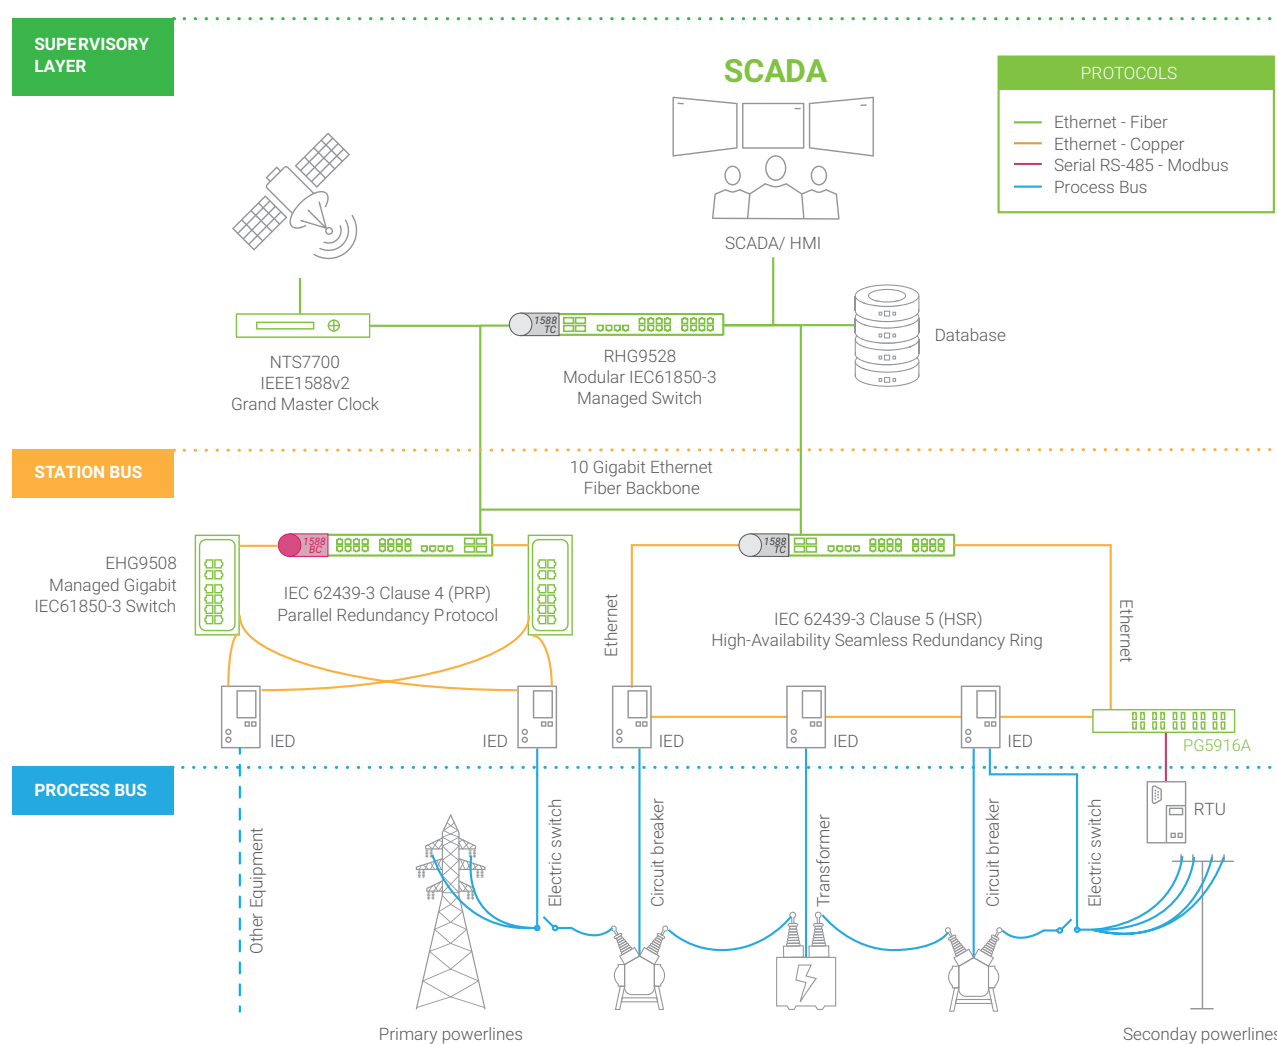 SUPERVISORY
LAYER
SCADA
PROTOCOLS
Ethernet - Fiber
Ethernet - Copper
Serial RS-485 - Modbus
Process Bus
SCADA/ HMI
1588
TC
NTS7700
IEEE1588v2
Grand Master Clock
RHG9528
Modular IEC61850-3
Managed Switch
Database
STATION BUS
10 Gigabit Ethernet
Fiber Backbone
EHG9508
Managed Gigabit
IEC61850-3 Switch
1588
BC
IEC 62439-3 Clause 4 (PRP)
Parallel Redundancy Protocol
1588
TC
Ethernet
IEC 62439-3 Clause 5 (HSR)
High-Availability Seamless Redundancy Ring
Ethernet
IED
IED
IED
IED
IED
PG5916A
PROCESS BUS
Other Equipment
Electric switch
Circuit breaker
Transformer
Circuit breaker
Electric switch
RTU
Primary powerlines
Seconday powerlines